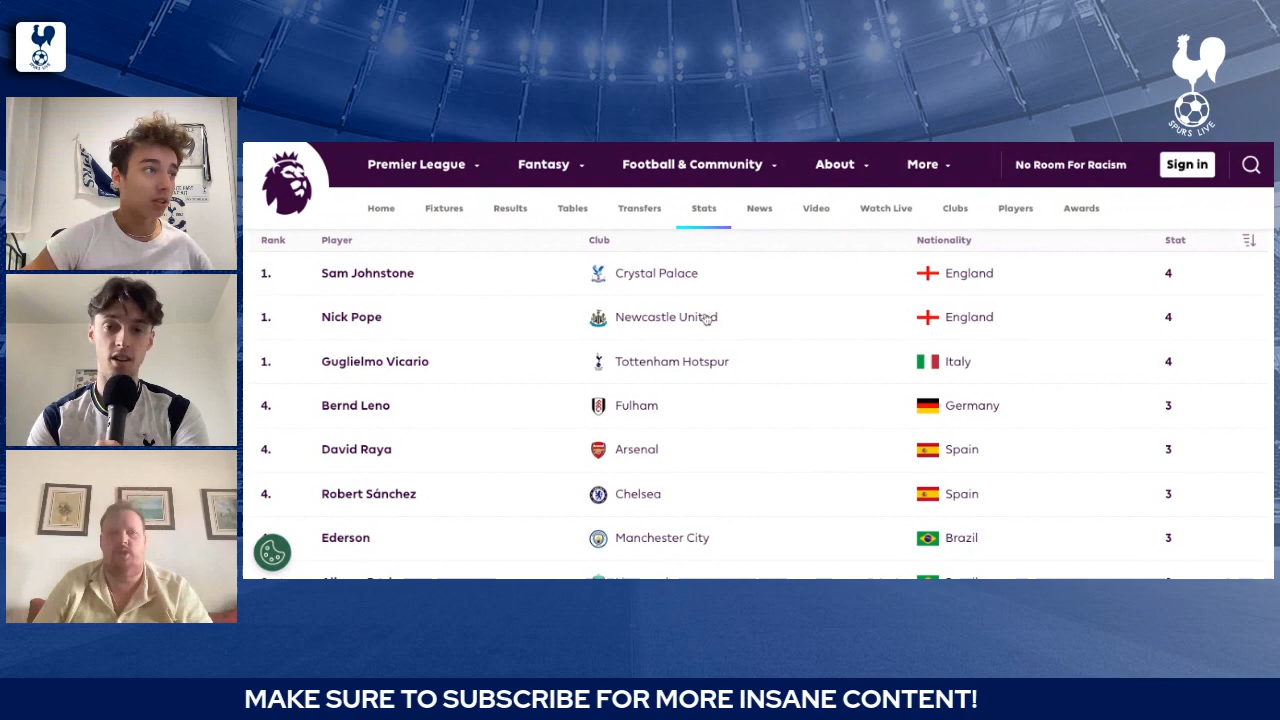 SPURS LIVE
SPURS LIVE
Premier League Fantasy Football & Community About More No Room For Racism Sign in
Home Fixtures Results Tables Transfers Stats News Video Watch Live Clubs Players Awards
Rank Player Club Nationality Stat
1. Sam Johnstone Crystal Palace England 4
1. Nick Pope Newcastle United England 4
1. Guglielmo Vicario Tottenham Hotspur Italy 4
4. Bernd Leno Fulham Germany 3
4. David Raya Arsenal Spain 3
4. Robert Sánchez Chelsea Spain 3
Ederson Manchester City Brazil 3
MAKE SURE TO SUBSCRIBE FOR MORE INSANE CONTENT!